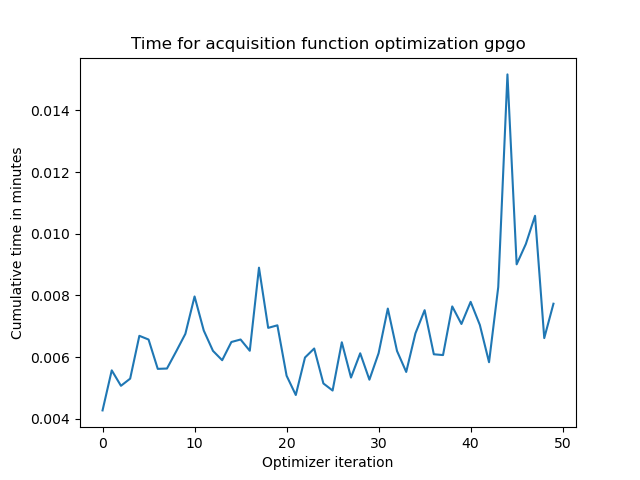 Time for acquisition function optimization gpgo
0.014
0.012
0.010
0.008
0.006
0.004
Cumulative time in minutes
0 10 20 30 40 50
Optimizer iteration